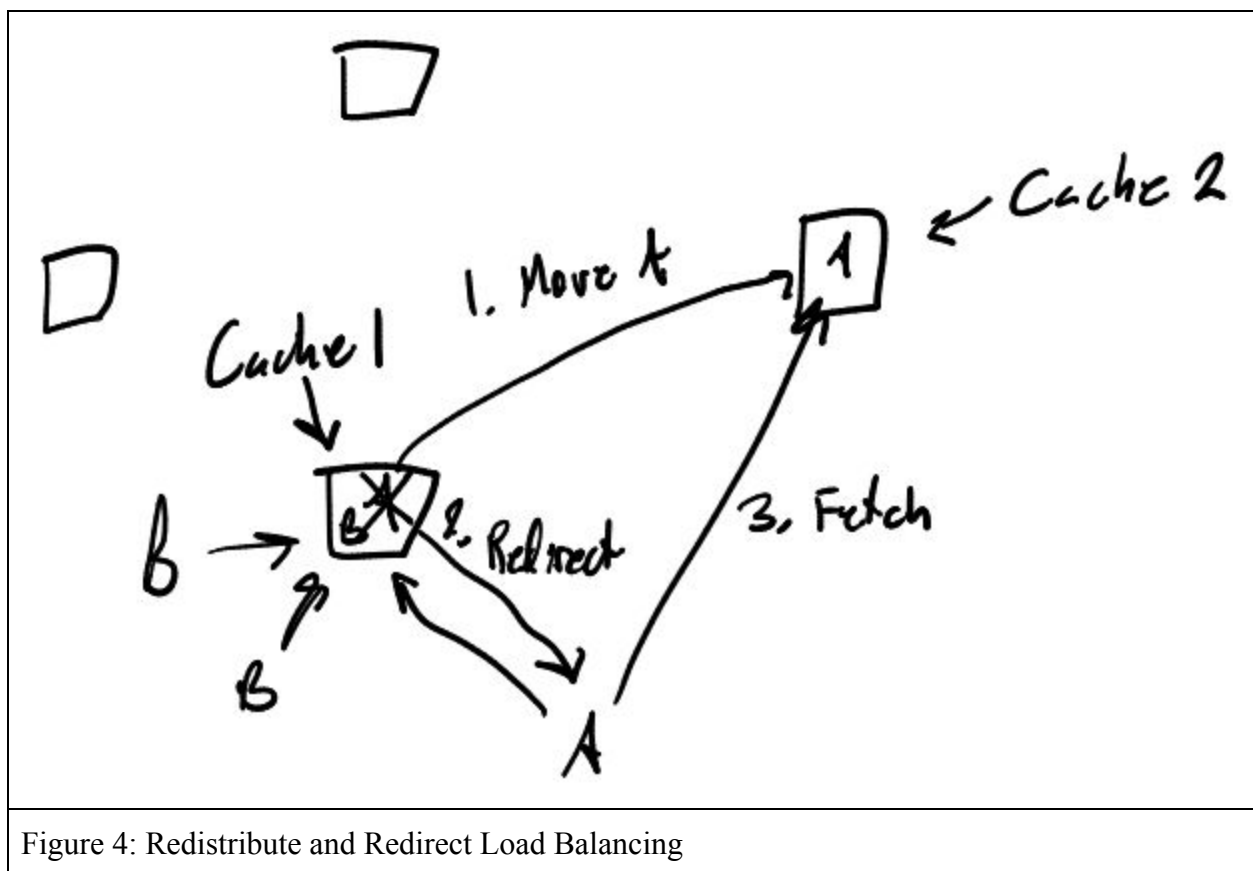 Cache 2
1. Move A
A
Cache 1
A
B
2. Redirect
B
3. Fetch
B
A
Figure 4: Redistribute and Redirect Load Balancing